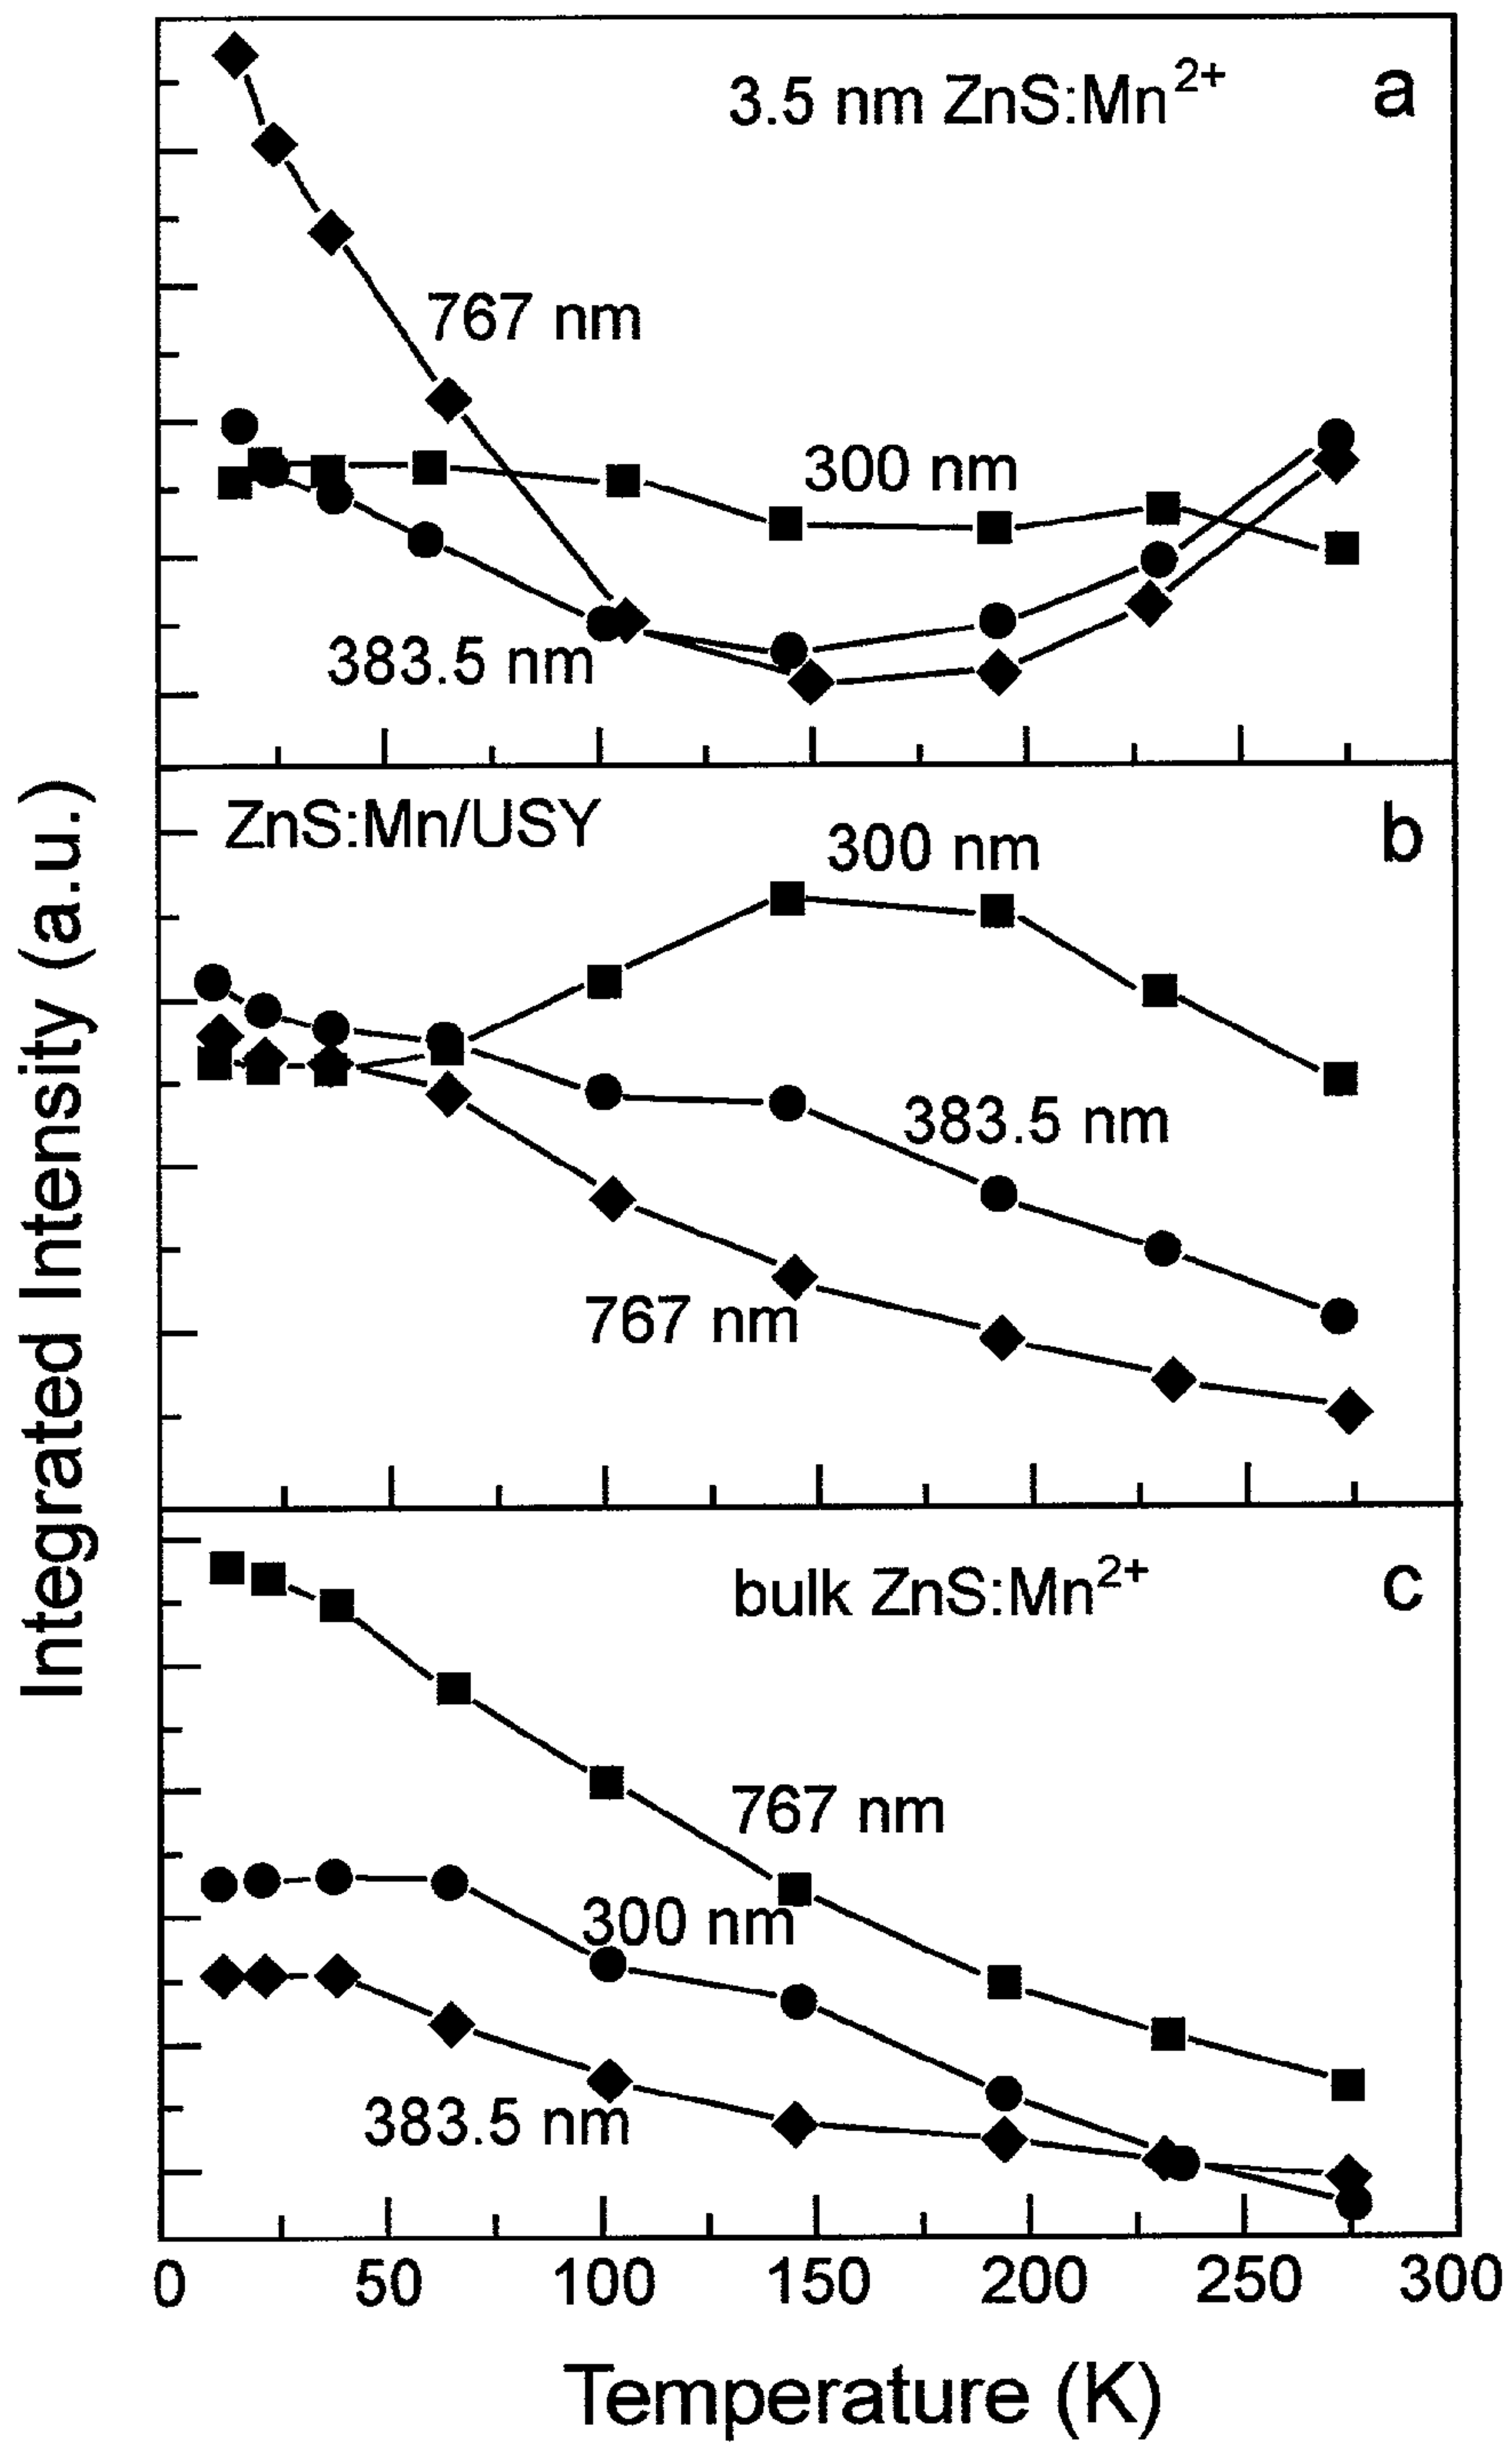 3.5 nm ZnS:Mn²⁺
a
767 nm
300 nm
383.5 nm
ZnS:Mn/USY
b
300 nm
383.5 nm
767 nm
bulk ZnS:Mn²⁺
c
767 nm
300 nm
383.5 nm
Integrated Intensity (a.u.)
0 50 100 150 200 250 300
Temperature (K)